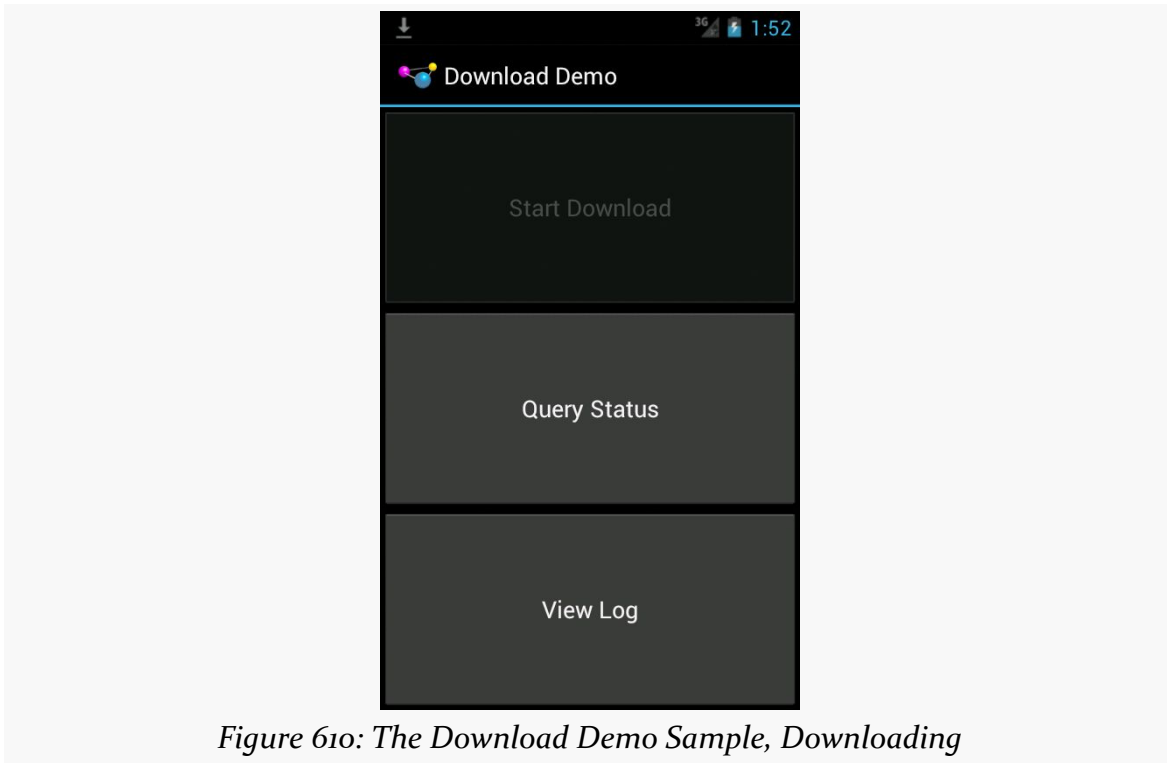 3G 1:52
Download Demo
Start Download
Query Status
View Log
Figure 610: The Download Demo Sample, Downloading